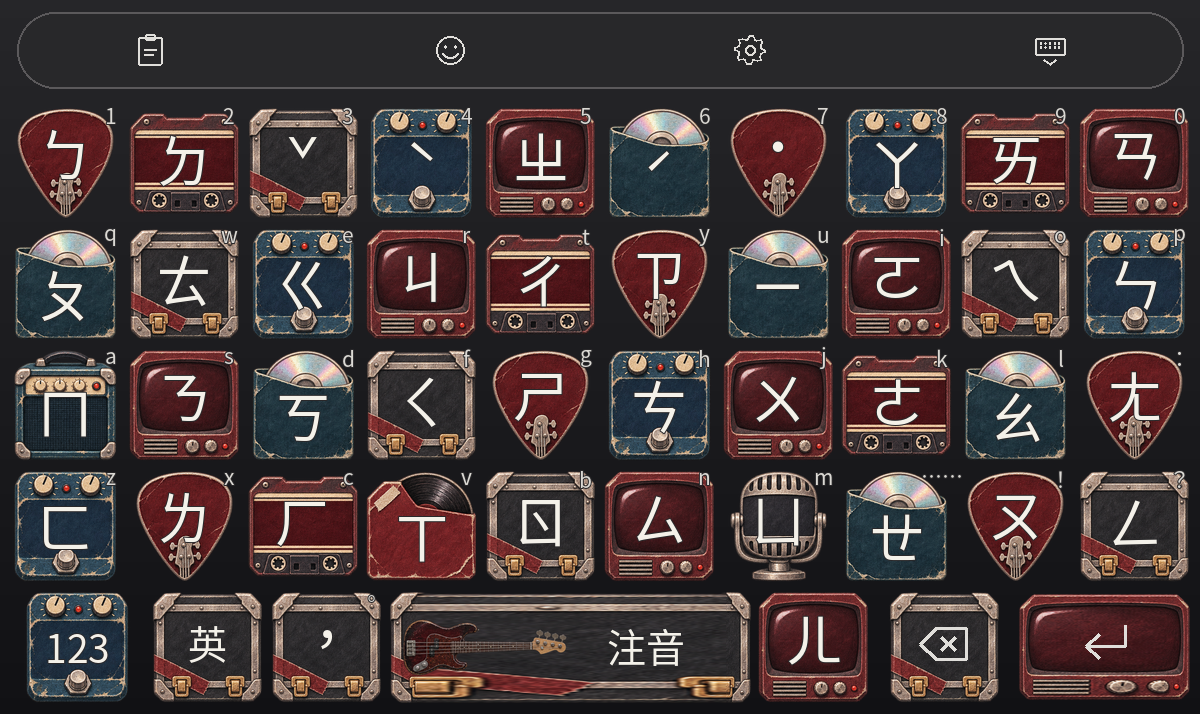 ㄅ 1 ㄉ 2 ˇ 3 ˋ 4 ㄓ 5 ˊ 6 ˙ 7 ㄚ 8 ㄞ 9 ㄢ 0
ㄆ q ㄊ w ㄍ e ㄐ r ㄔ t ㄗ y ㄧ u ㄛ i ㄟ o ㄣ p
ㄇ a ㄋ s ㄎ d ㄑ f ㄕ g ㄘ h ㄨ j ㄜ k ㄠ l ㄤ :
ㄈ z ㄌ x ㄏ c ㄒ v ㄖ b ㄙ n ㄩ m ㄝ …… ㄡ ! ㄥ ?
123 英 , 注音 ㄦ